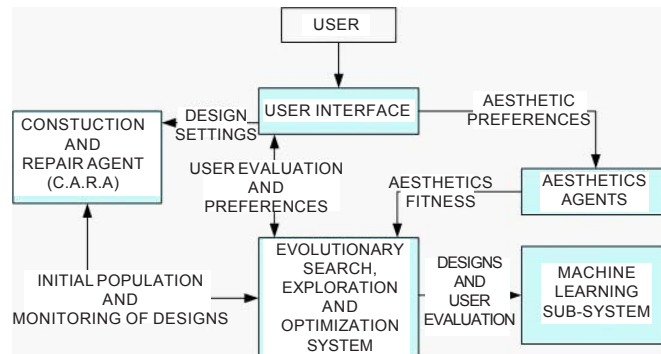 USER
USER INTERFACE
DESIGN
SETTINGS
AESTHETIC
PREFERENCES
CONSTUCTION
AND
REPAIR AGENT
(C.A.R.A)
USER EVALUATION
AND
PREFERENCES
AESTHETICS
FITNESS
AESTHETICS
AGENTS
INITIAL POPULATION
AND
MONITORING OF DESIGNS
EVOLUTIONARY
SEARCH,
EXPLORATION
AND
OPTIMIZATION
SYSTEM
DESIGNS
AND
USER
EVALUATION
MACHINE
LEARNING
SUB-SYSTEM